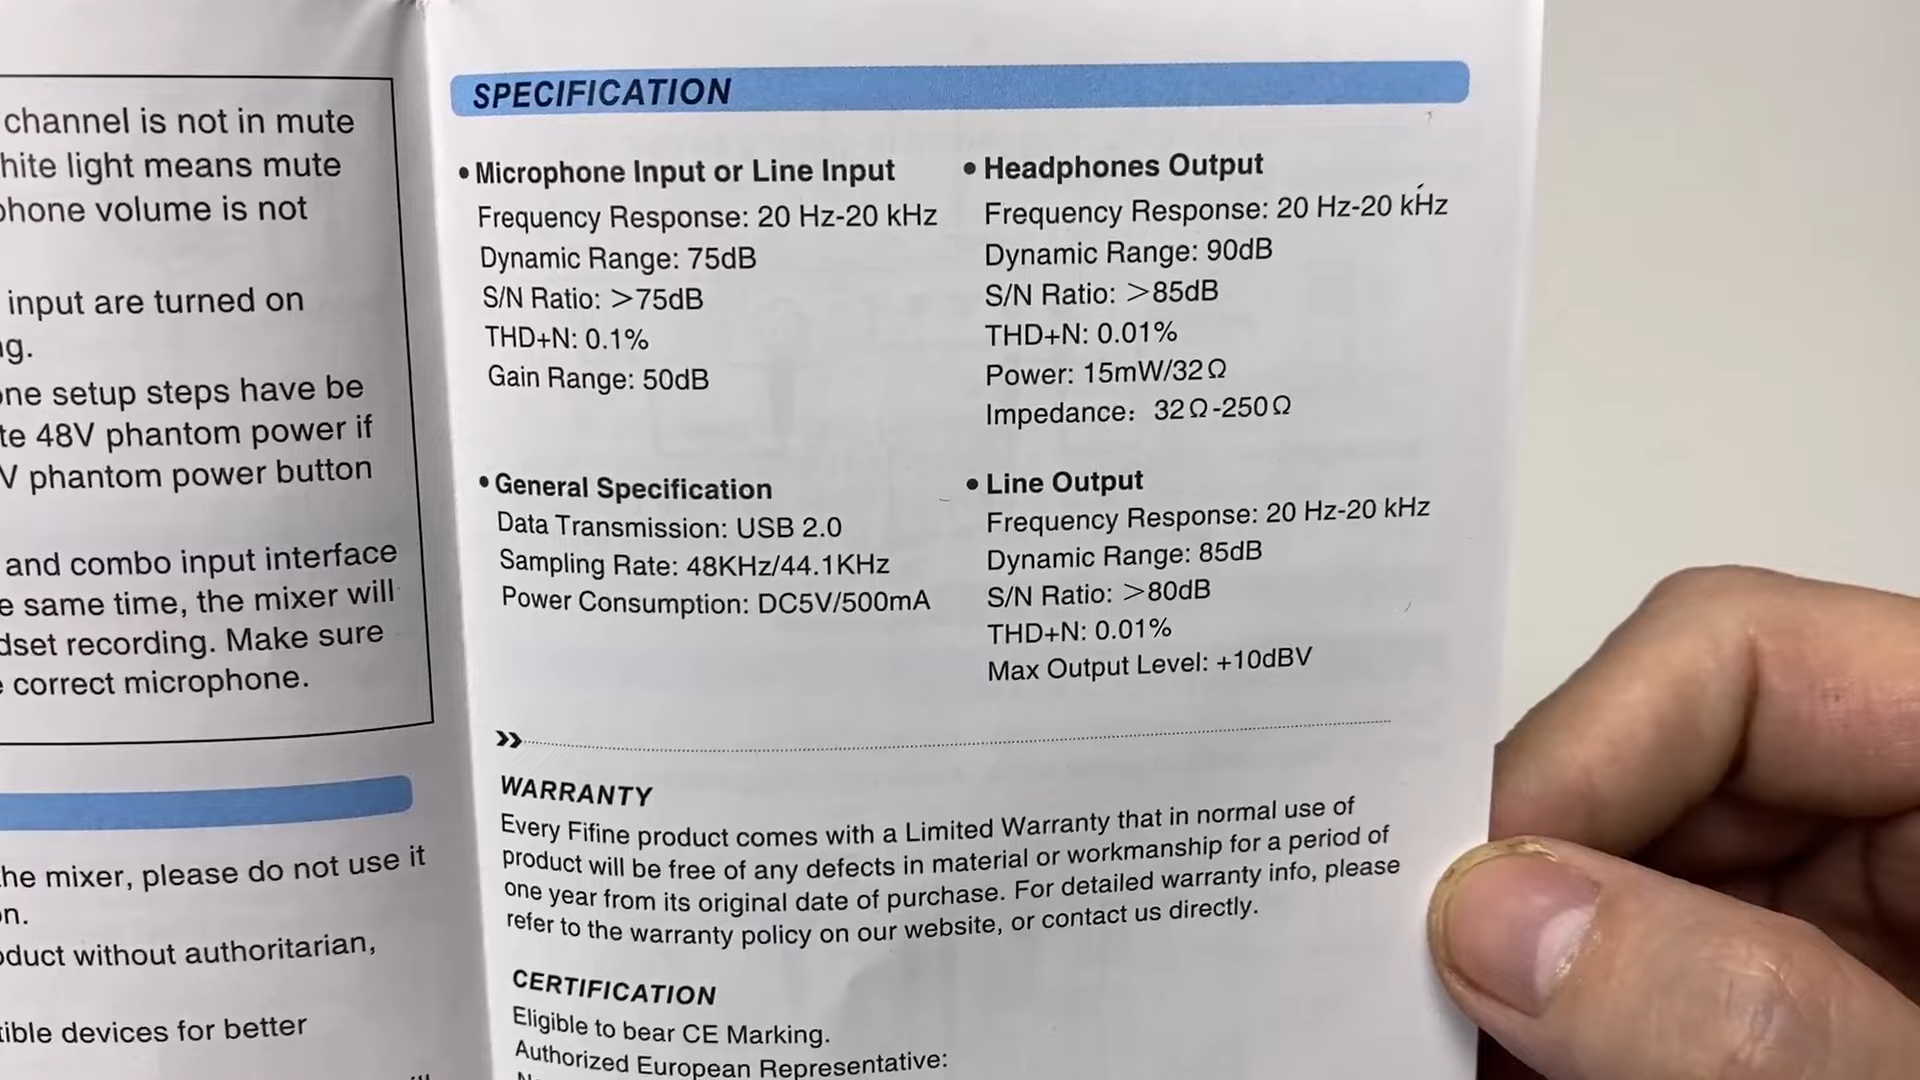 channel is not in mute
hite light means mute
phone volume is not
input are turned on
g.
one setup steps have be
te 48V phantom power if
V phantom power button
and combo input interface
e same time, the mixer will
dset recording. Make sure
e correct microphone.
he mixer, please do not use it
n.
oduct without authoritarian,
tible devices for better
SPECIFICATION
• Microphone Input or Line Input
Frequency Response: 20 Hz-20 kHz
Dynamic Range: 75dB
S/N Ratio: >75dB
THD+N: 0.1%
Gain Range: 50dB
• General Specification
Data Transmission: USB 2.0
Sampling Rate: 48KHz/44.1KHz
Power Consumption: DC5V/500mA
• Headphones Output
Frequency Response: 20 Hz-20 kHz
Dynamic Range: 90dB
S/N Ratio: >85dB
THD+N: 0.01%
Power: 15mW/32Ω
Impedance: 32Ω-250Ω
• Line Output
Frequency Response: 20 Hz-20 kHz
Dynamic Range: 85dB
S/N Ratio: >80dB
THD+N: 0.01%
Max Output Level: +10dBV
WARRANTY
Every Fifine product comes with a Limited Warranty that in normal use of
product will be free of any defects in material or workmanship for a period of
one year from its original date of purchase. For detailed warranty info, please
refer to the warranty policy on our website, or contact us directly.
CERTIFICATION
Eligible to bear CE Marking.
Authorized European Representative: